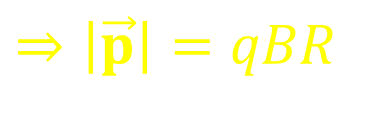 ⇒ |p⃗| = qBR